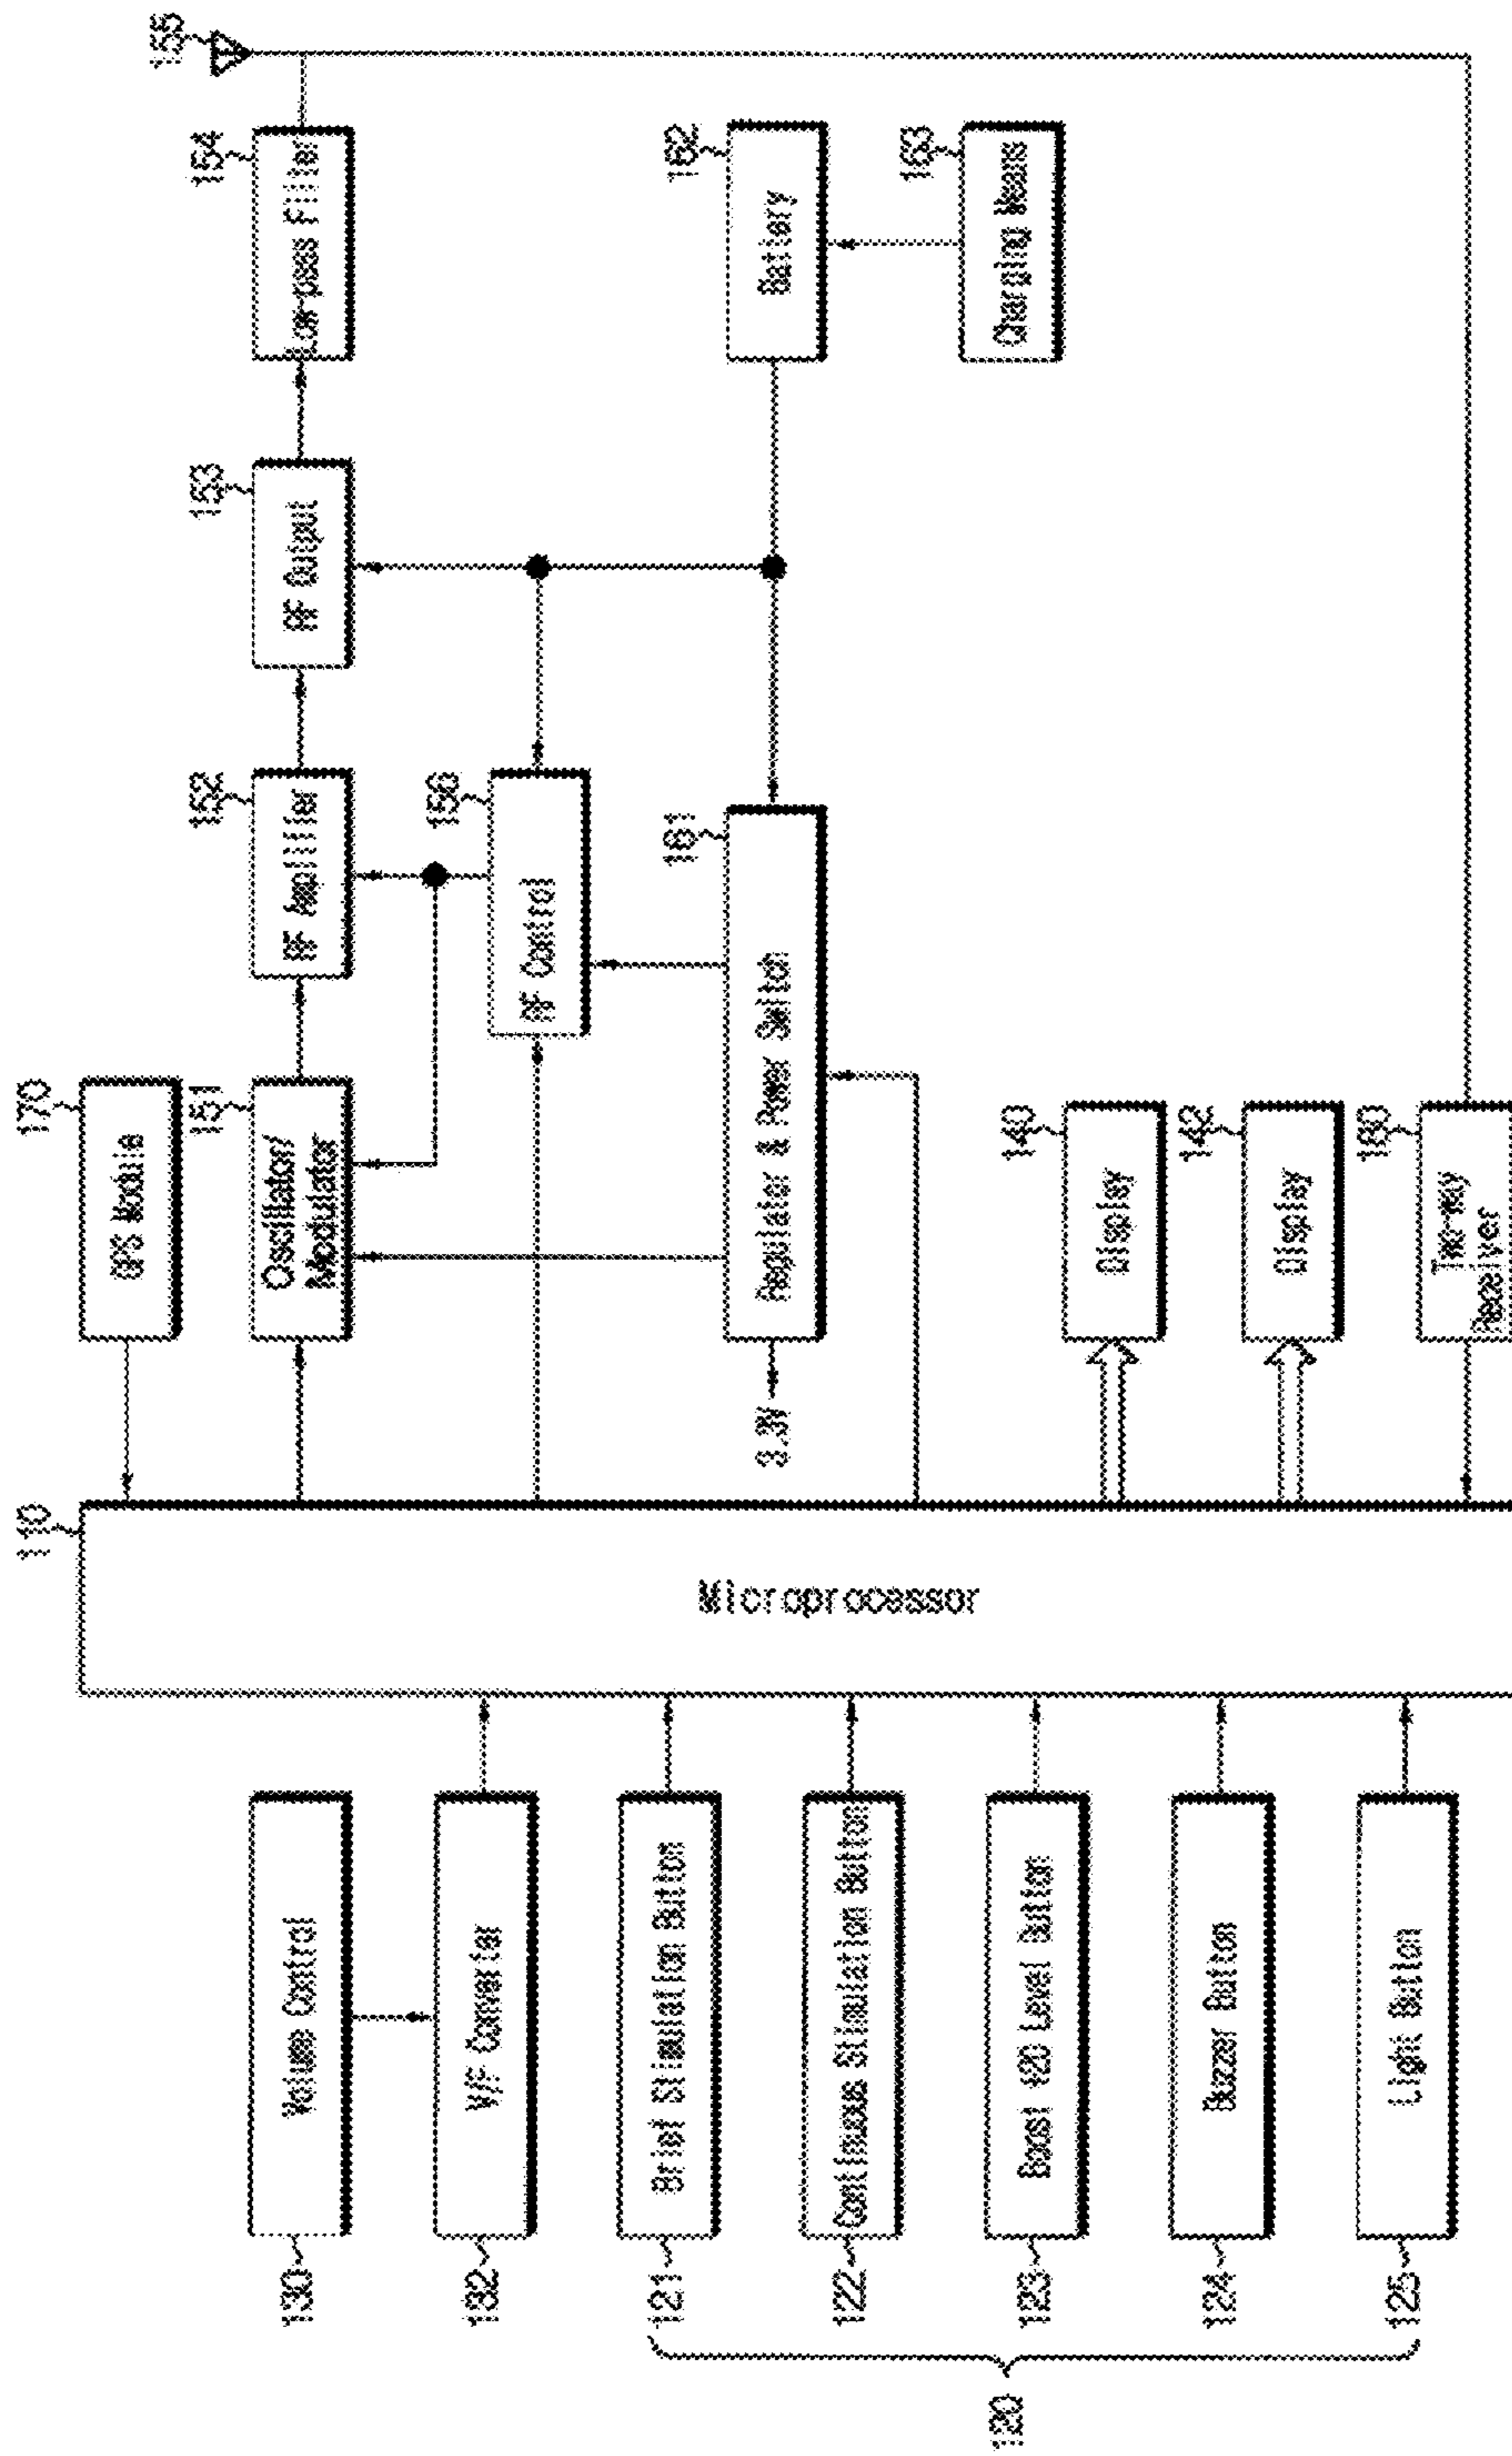 130
Volume Control
132
V/F Converter
120
121
Brief Stimulation Button
122
Continuous Stimulation Button
123
Boost +20 Level Button
124
Buzzer Button
125
Light Button
110
Microprocessor
170
GPS Module
151
Oscillator/
Modulator
152
RF Amplifier
153
RF Output
154
Low-pass Filter
155
156
RF Control
161
Regulator & Power Switch
3.3V
162
Battery
163
Charging Means
140
Display
142
Display
Two-way
Receiver